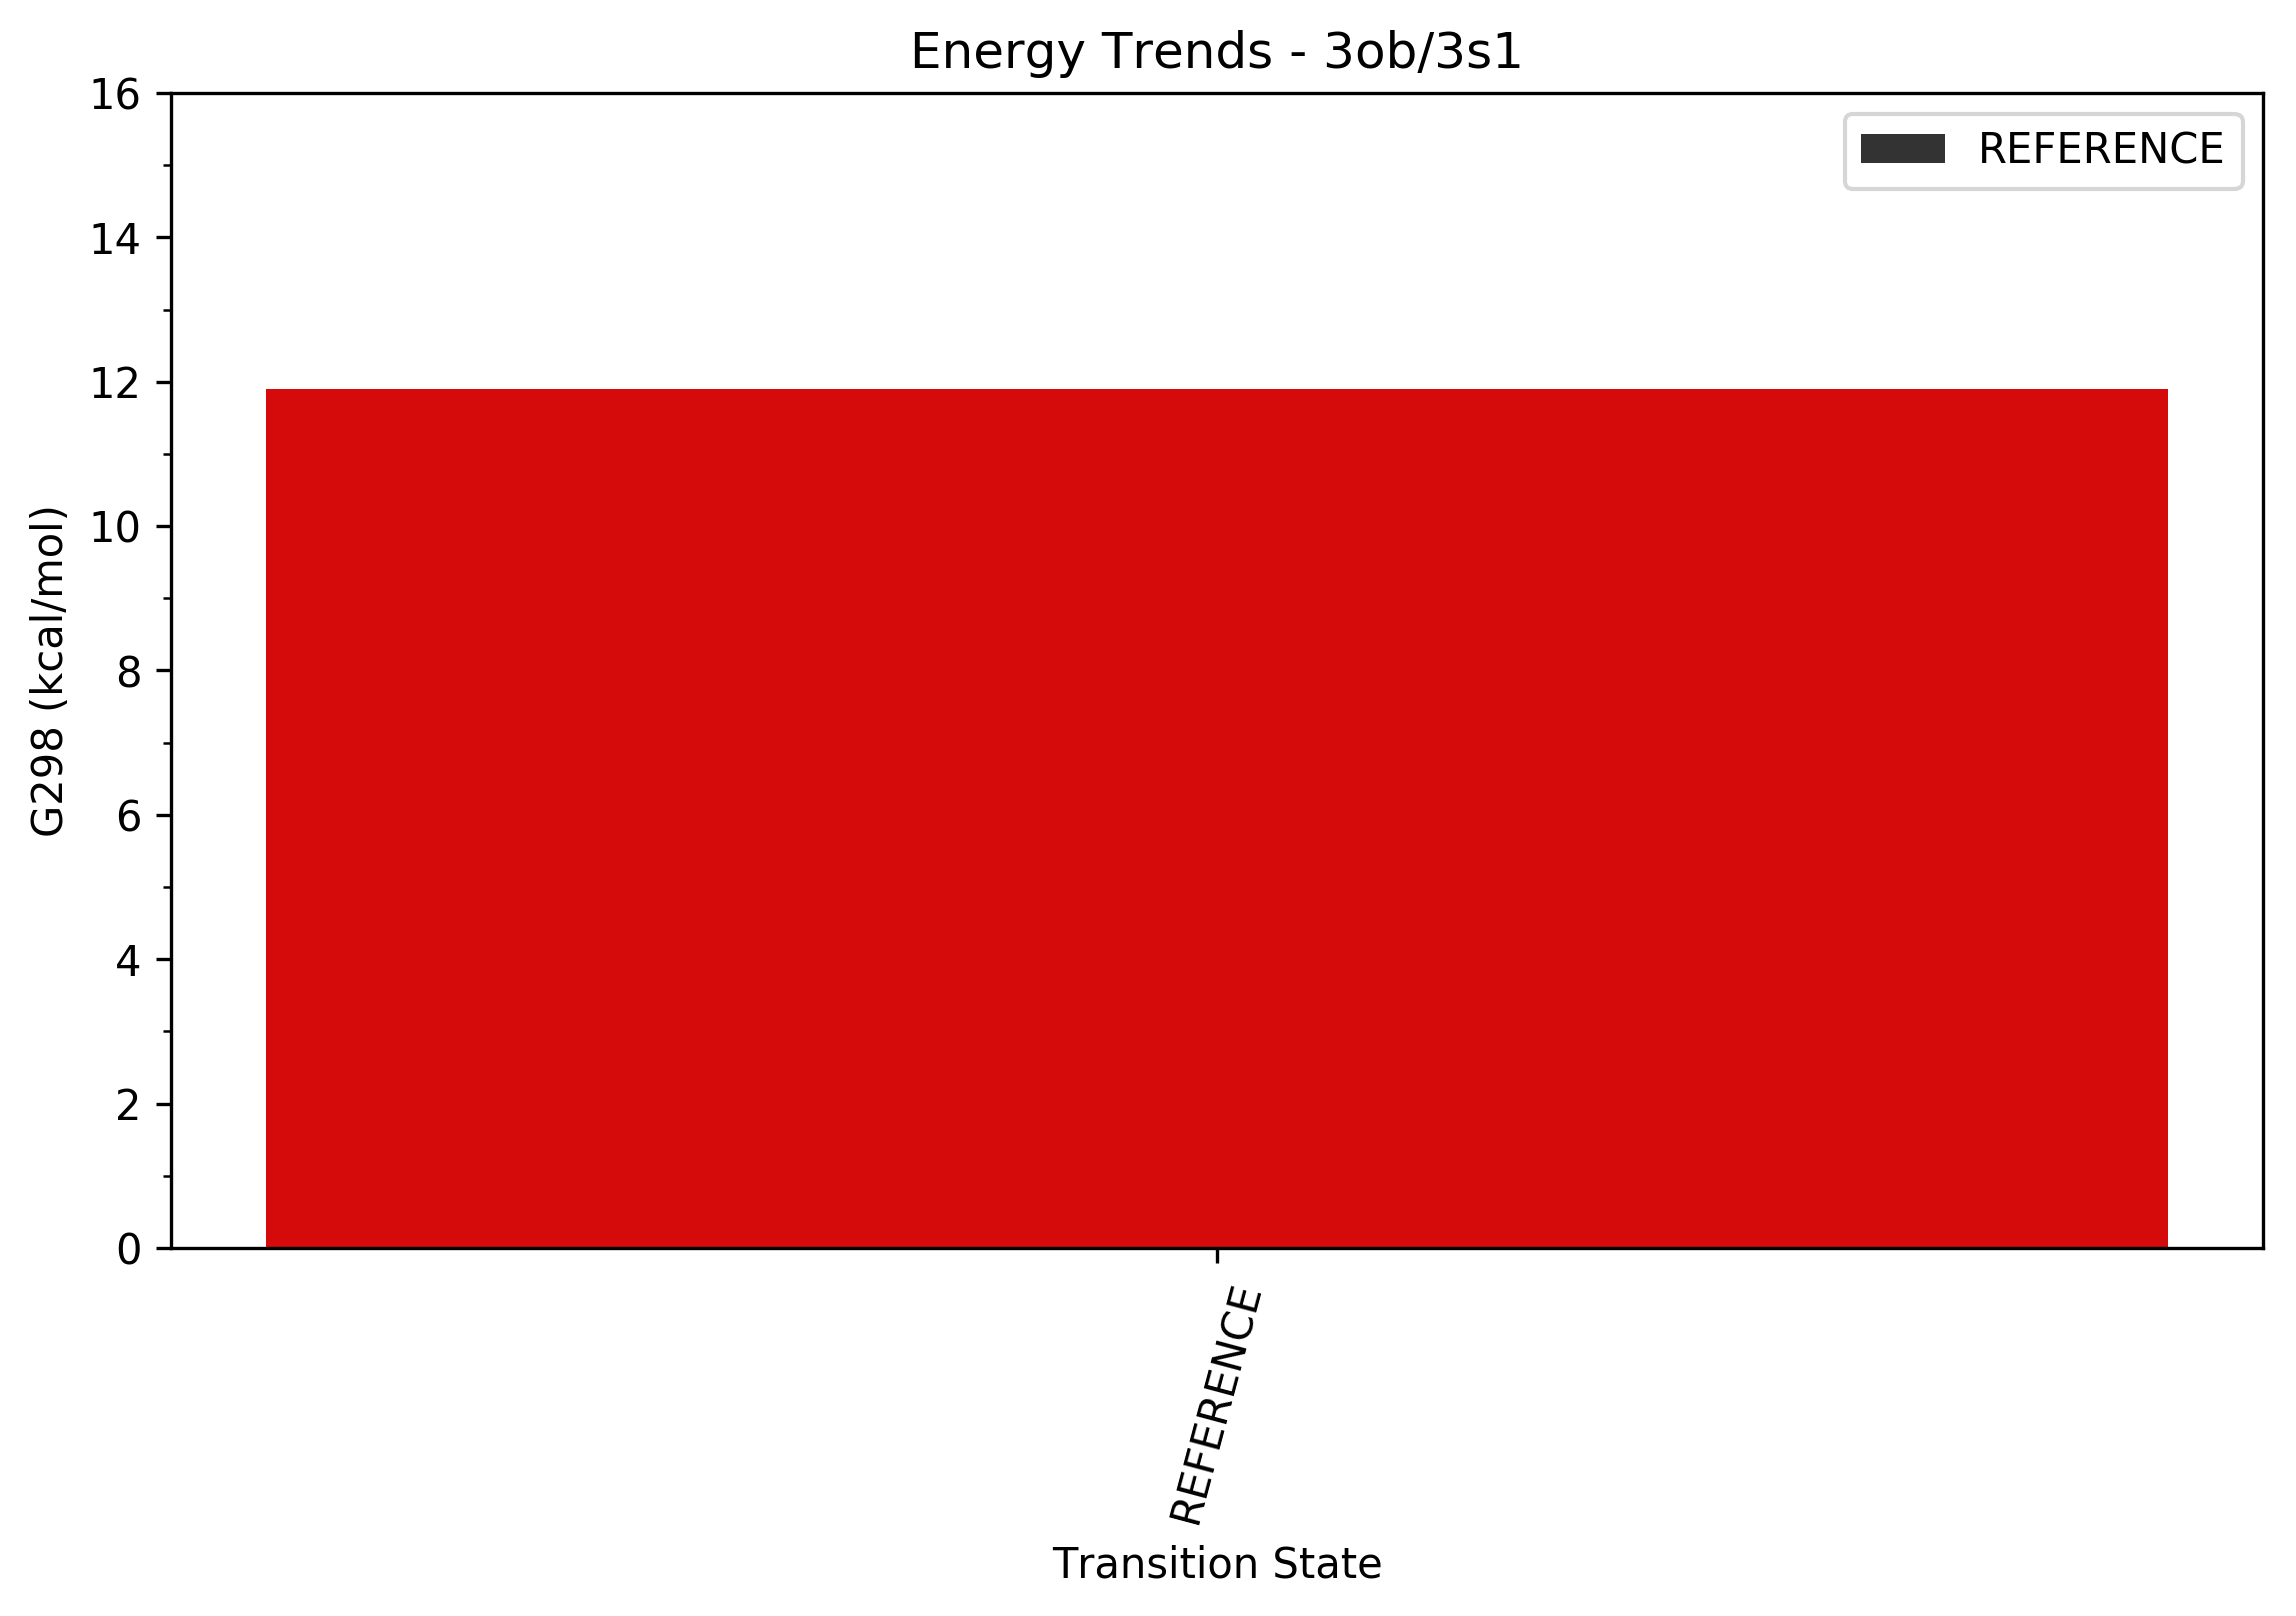 Energy Trends - 3ob/3s1
16
14
12
10
8
6
4
2
0
G298 (kcal/mol)
REFERENCE
REFERENCE
Transition State